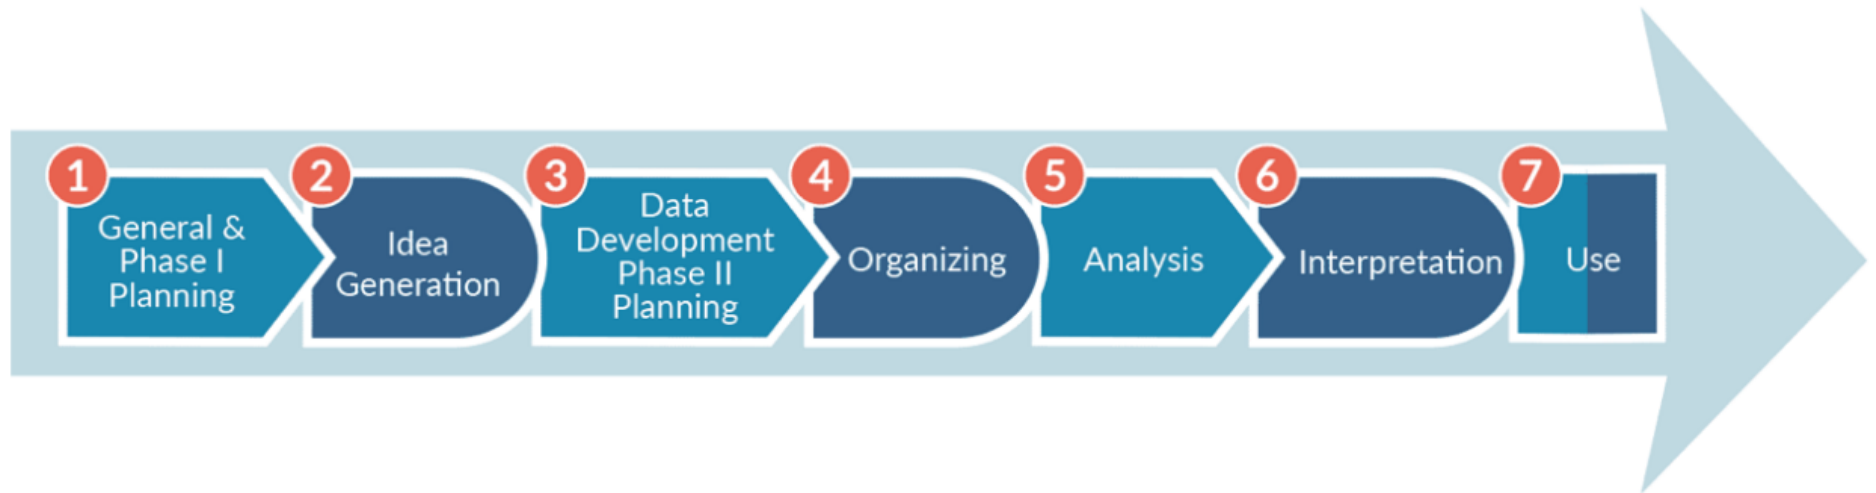 1
General &
Phase I
Planning
2
Idea
Generation
3
Data
Development
Phase II
Planning
4
Organizing
5
Analysis
6
Interpretation
7
Use